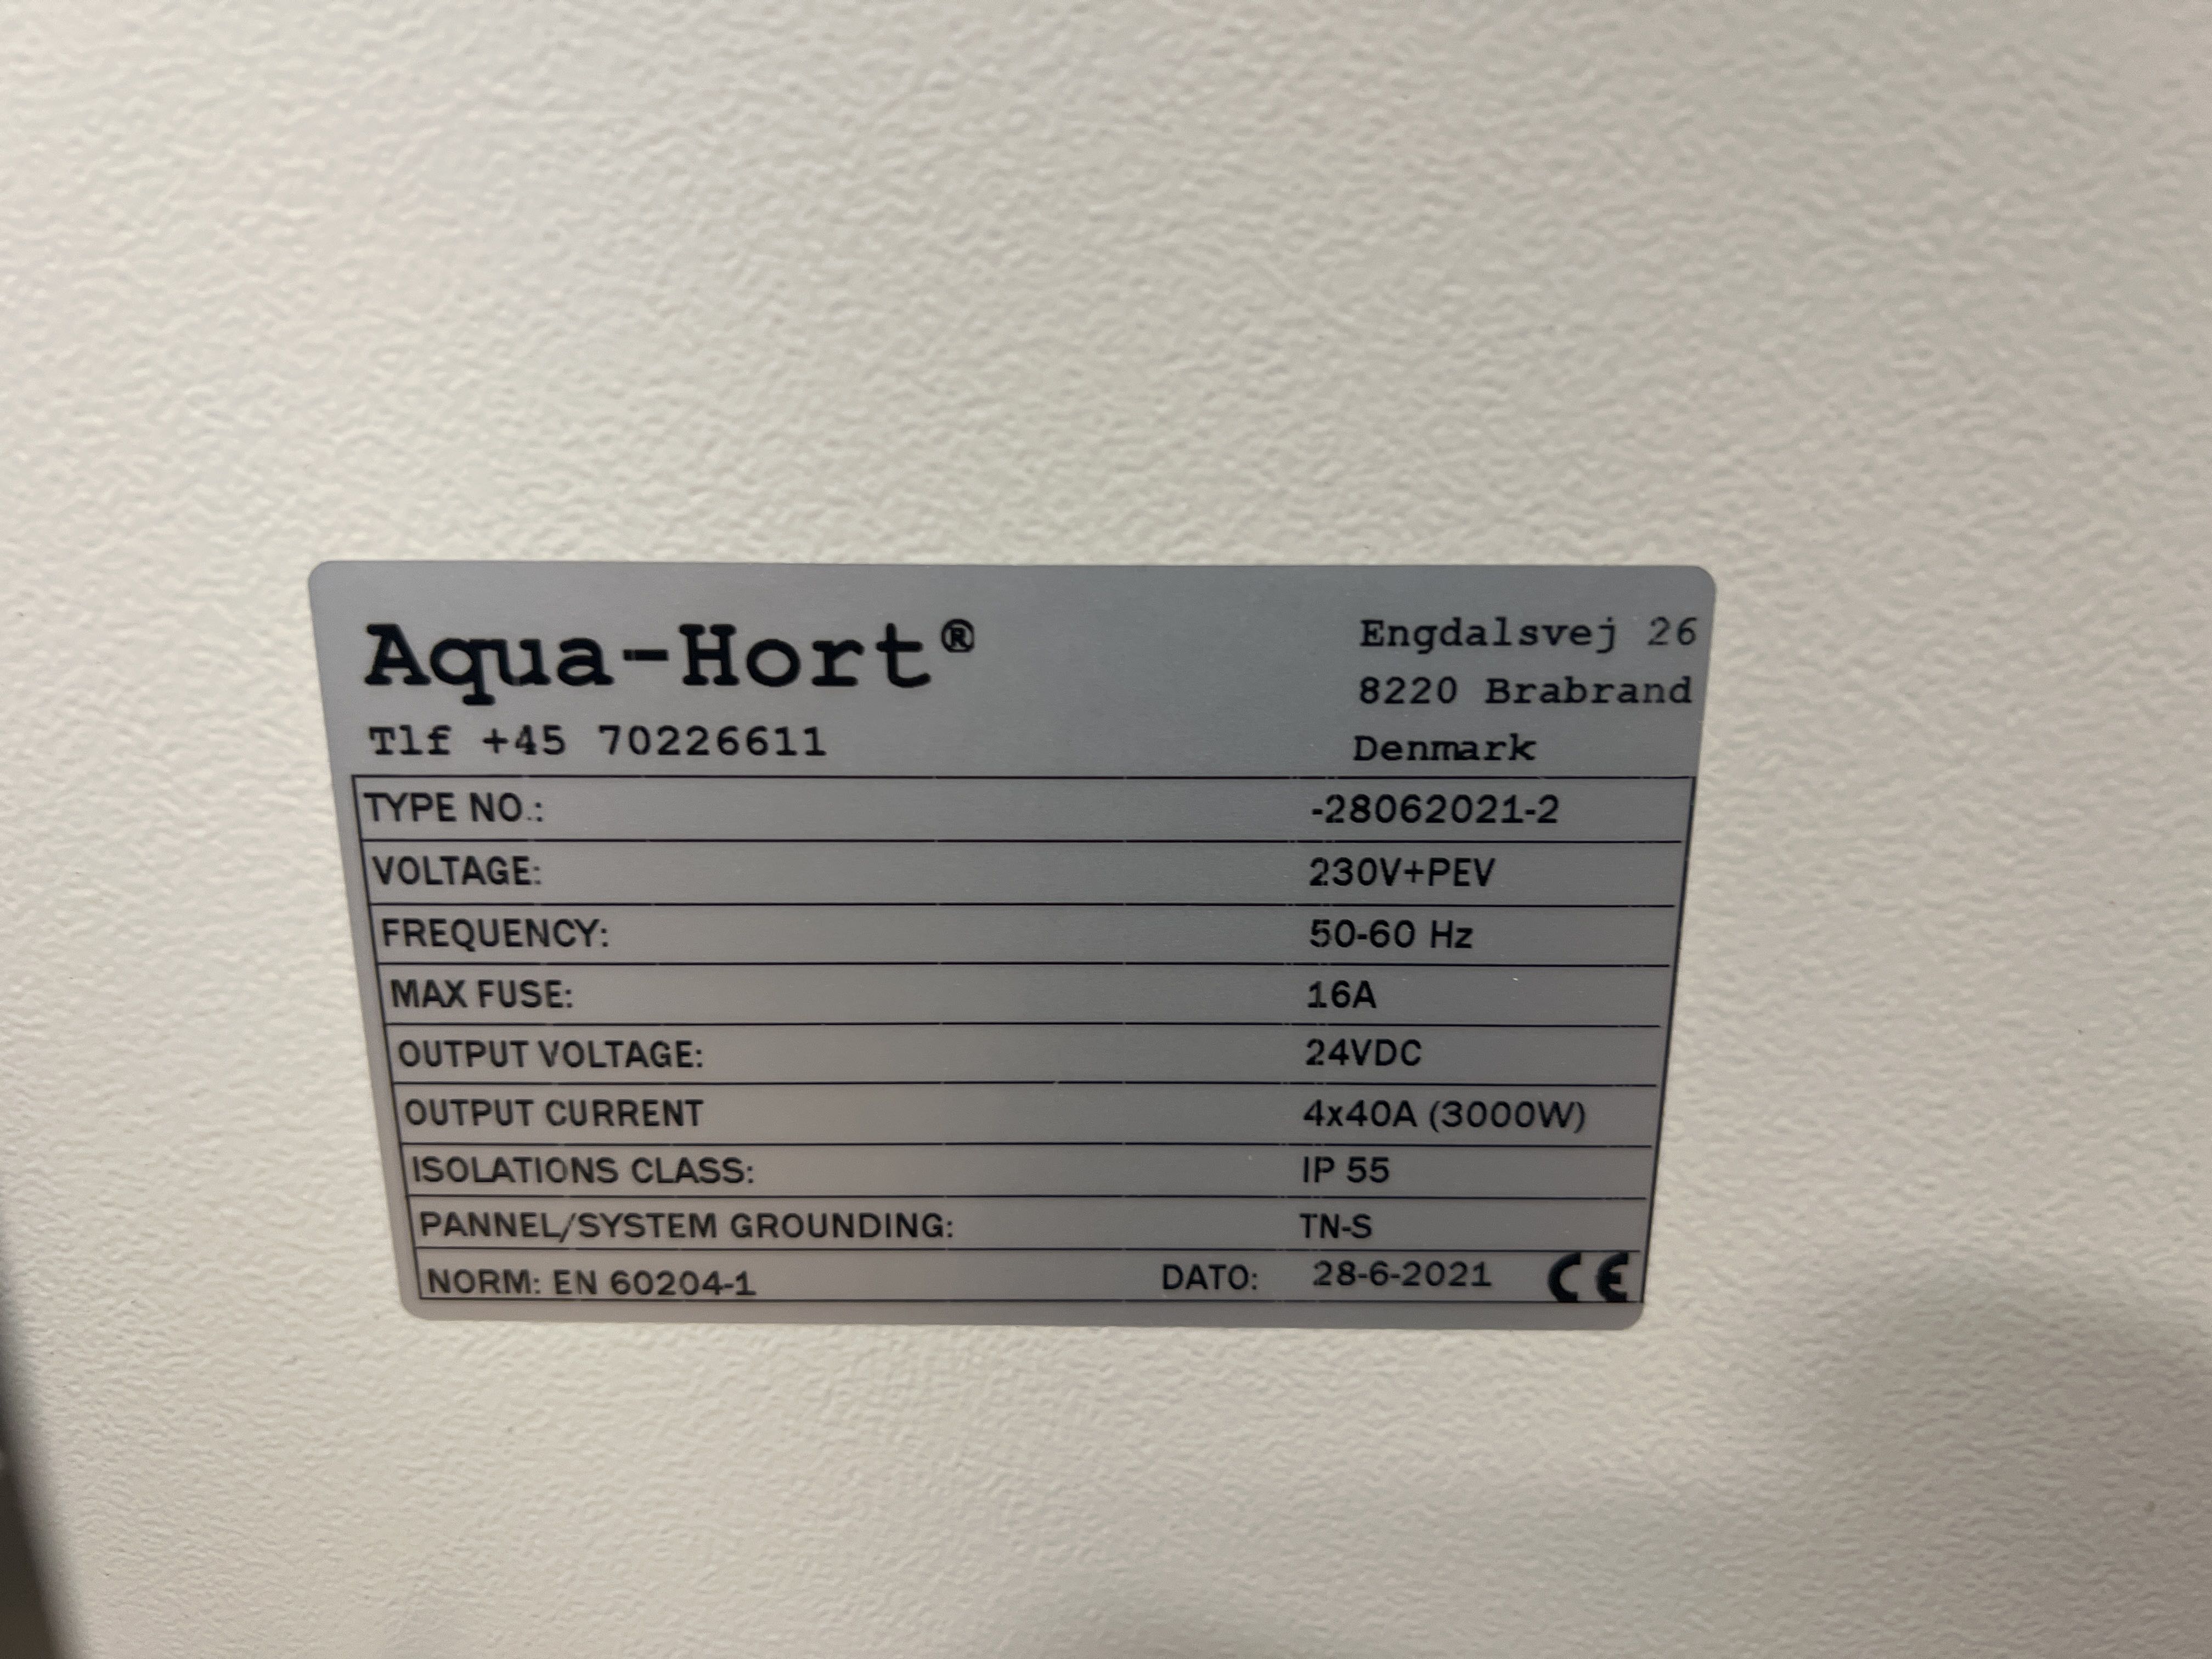 Aqua-Hort®
Tlf +45 70226611
Engdalsvej 26
8220 Brabrand
Denmark
TYPE NO.: -28062021-2
VOLTAGE: 230V+PEV
FREQUENCY: 50-60 Hz
MAX FUSE: 16A
OUTPUT VOLTAGE: 24VDC
OUTPUT CURRENT 4x40A (3000W)
ISOLATIONS CLASS: IP 55
PANNEL/SYSTEM GROUNDING: TN-S
NORM: EN 60204-1 DATO: 28-6-2021 CE